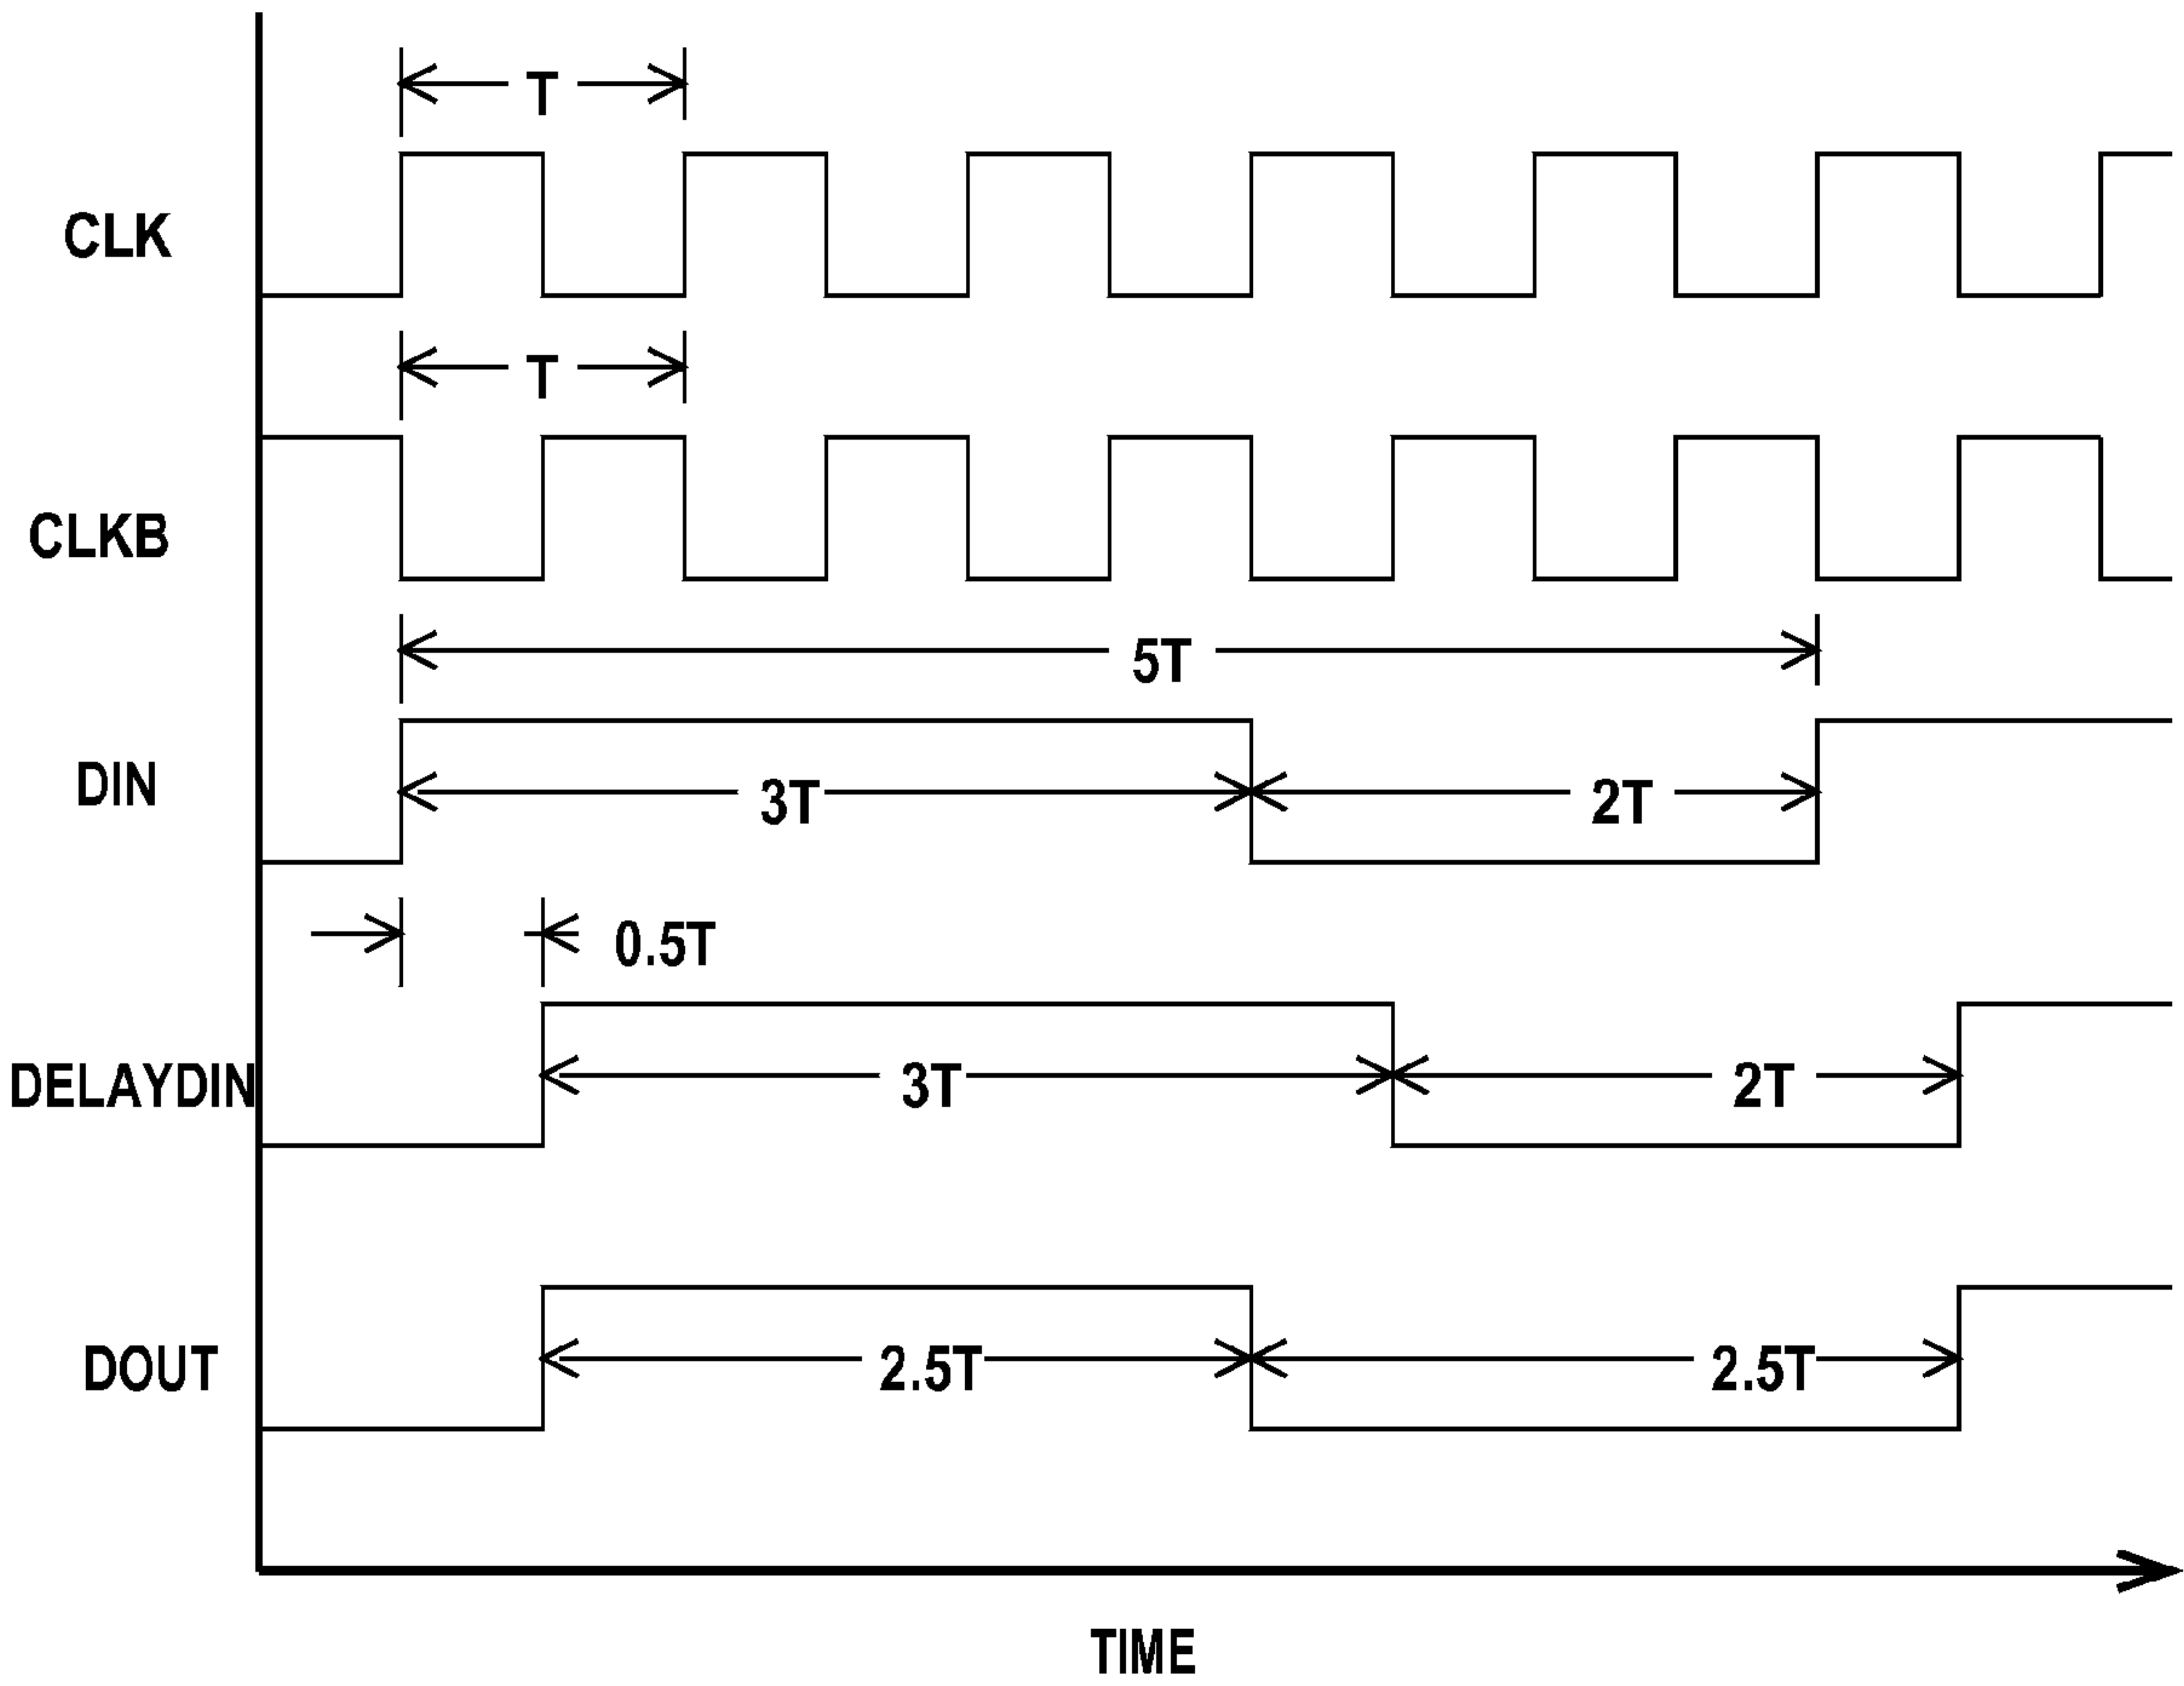 T
CLK
T
CLKB
5T
DIN
3T
2T
0.5T
DELAYDIN
3T
2T
DOUT
2.5T
2.5T
TIME